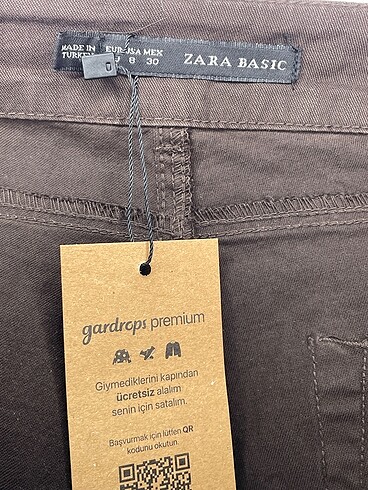 MADE IN
TURKEY
EUR USA MEX
8 30
ZARA BASIC
gardrops premium
Giymediklerini kapından
ücretsiz alalım
senin için satalım.
Başvurmak için lütfen QR
kodunu okutun.